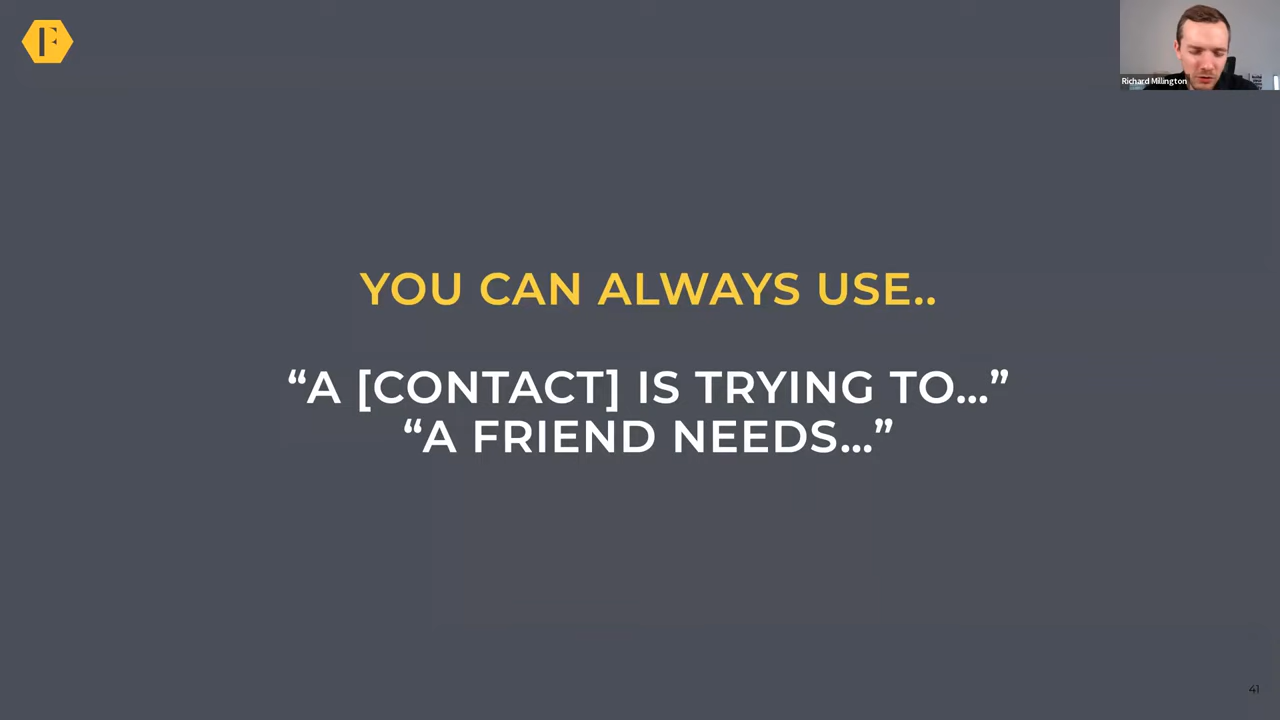 F
Richard Millington
YOU CAN ALWAYS USE..
“A [CONTACT] IS TRYING TO...”
“A FRIEND NEEDS...”
41